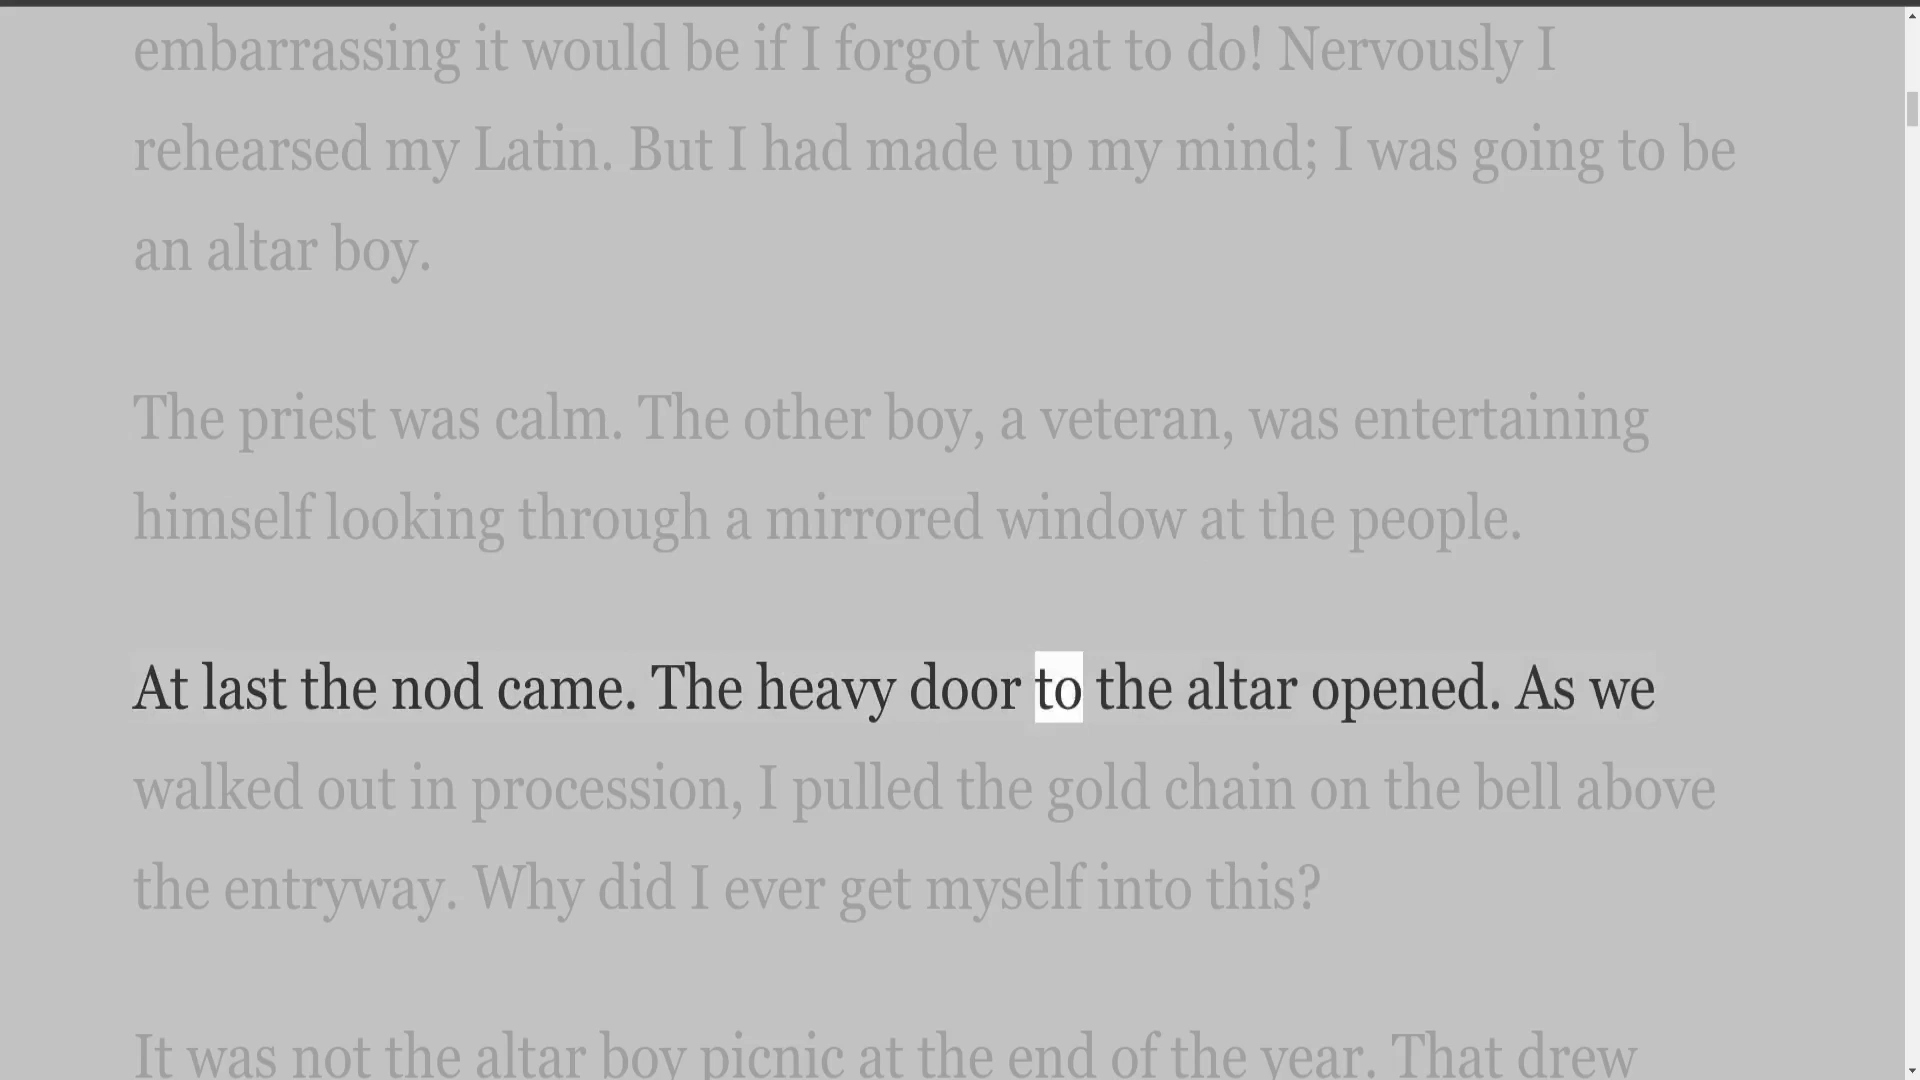 embarrassing it would be if I forgot what to do! Nervously I
rehearsed my Latin. But I had made up my mind; I was going to be
an altar boy.
The priest was calm. The other boy, a veteran, was entertaining
himself looking through a mirrored window at the people.
At last the nod came. The heavy door to the altar opened. As we
walked out in procession, I pulled the gold chain on the bell above
the entryway. Why did I ever get myself into this?
It was not the altar boy picnic at the end of the year. That drew